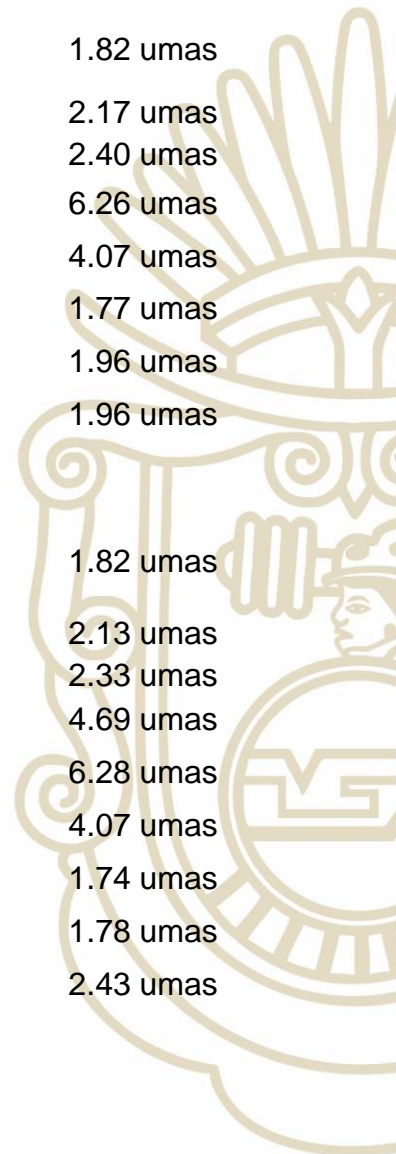 1.82 umas
2.17 umas
2.40 umas
6.26 umas
4.07 umas
1.77 umas
1.96 umas
1.96 umas
1.82 umas
2.13 umas
2.33 umas
4.69 umas
6.28 umas
4.07 umas
1.74 umas
1.78 umas
2.43 umas